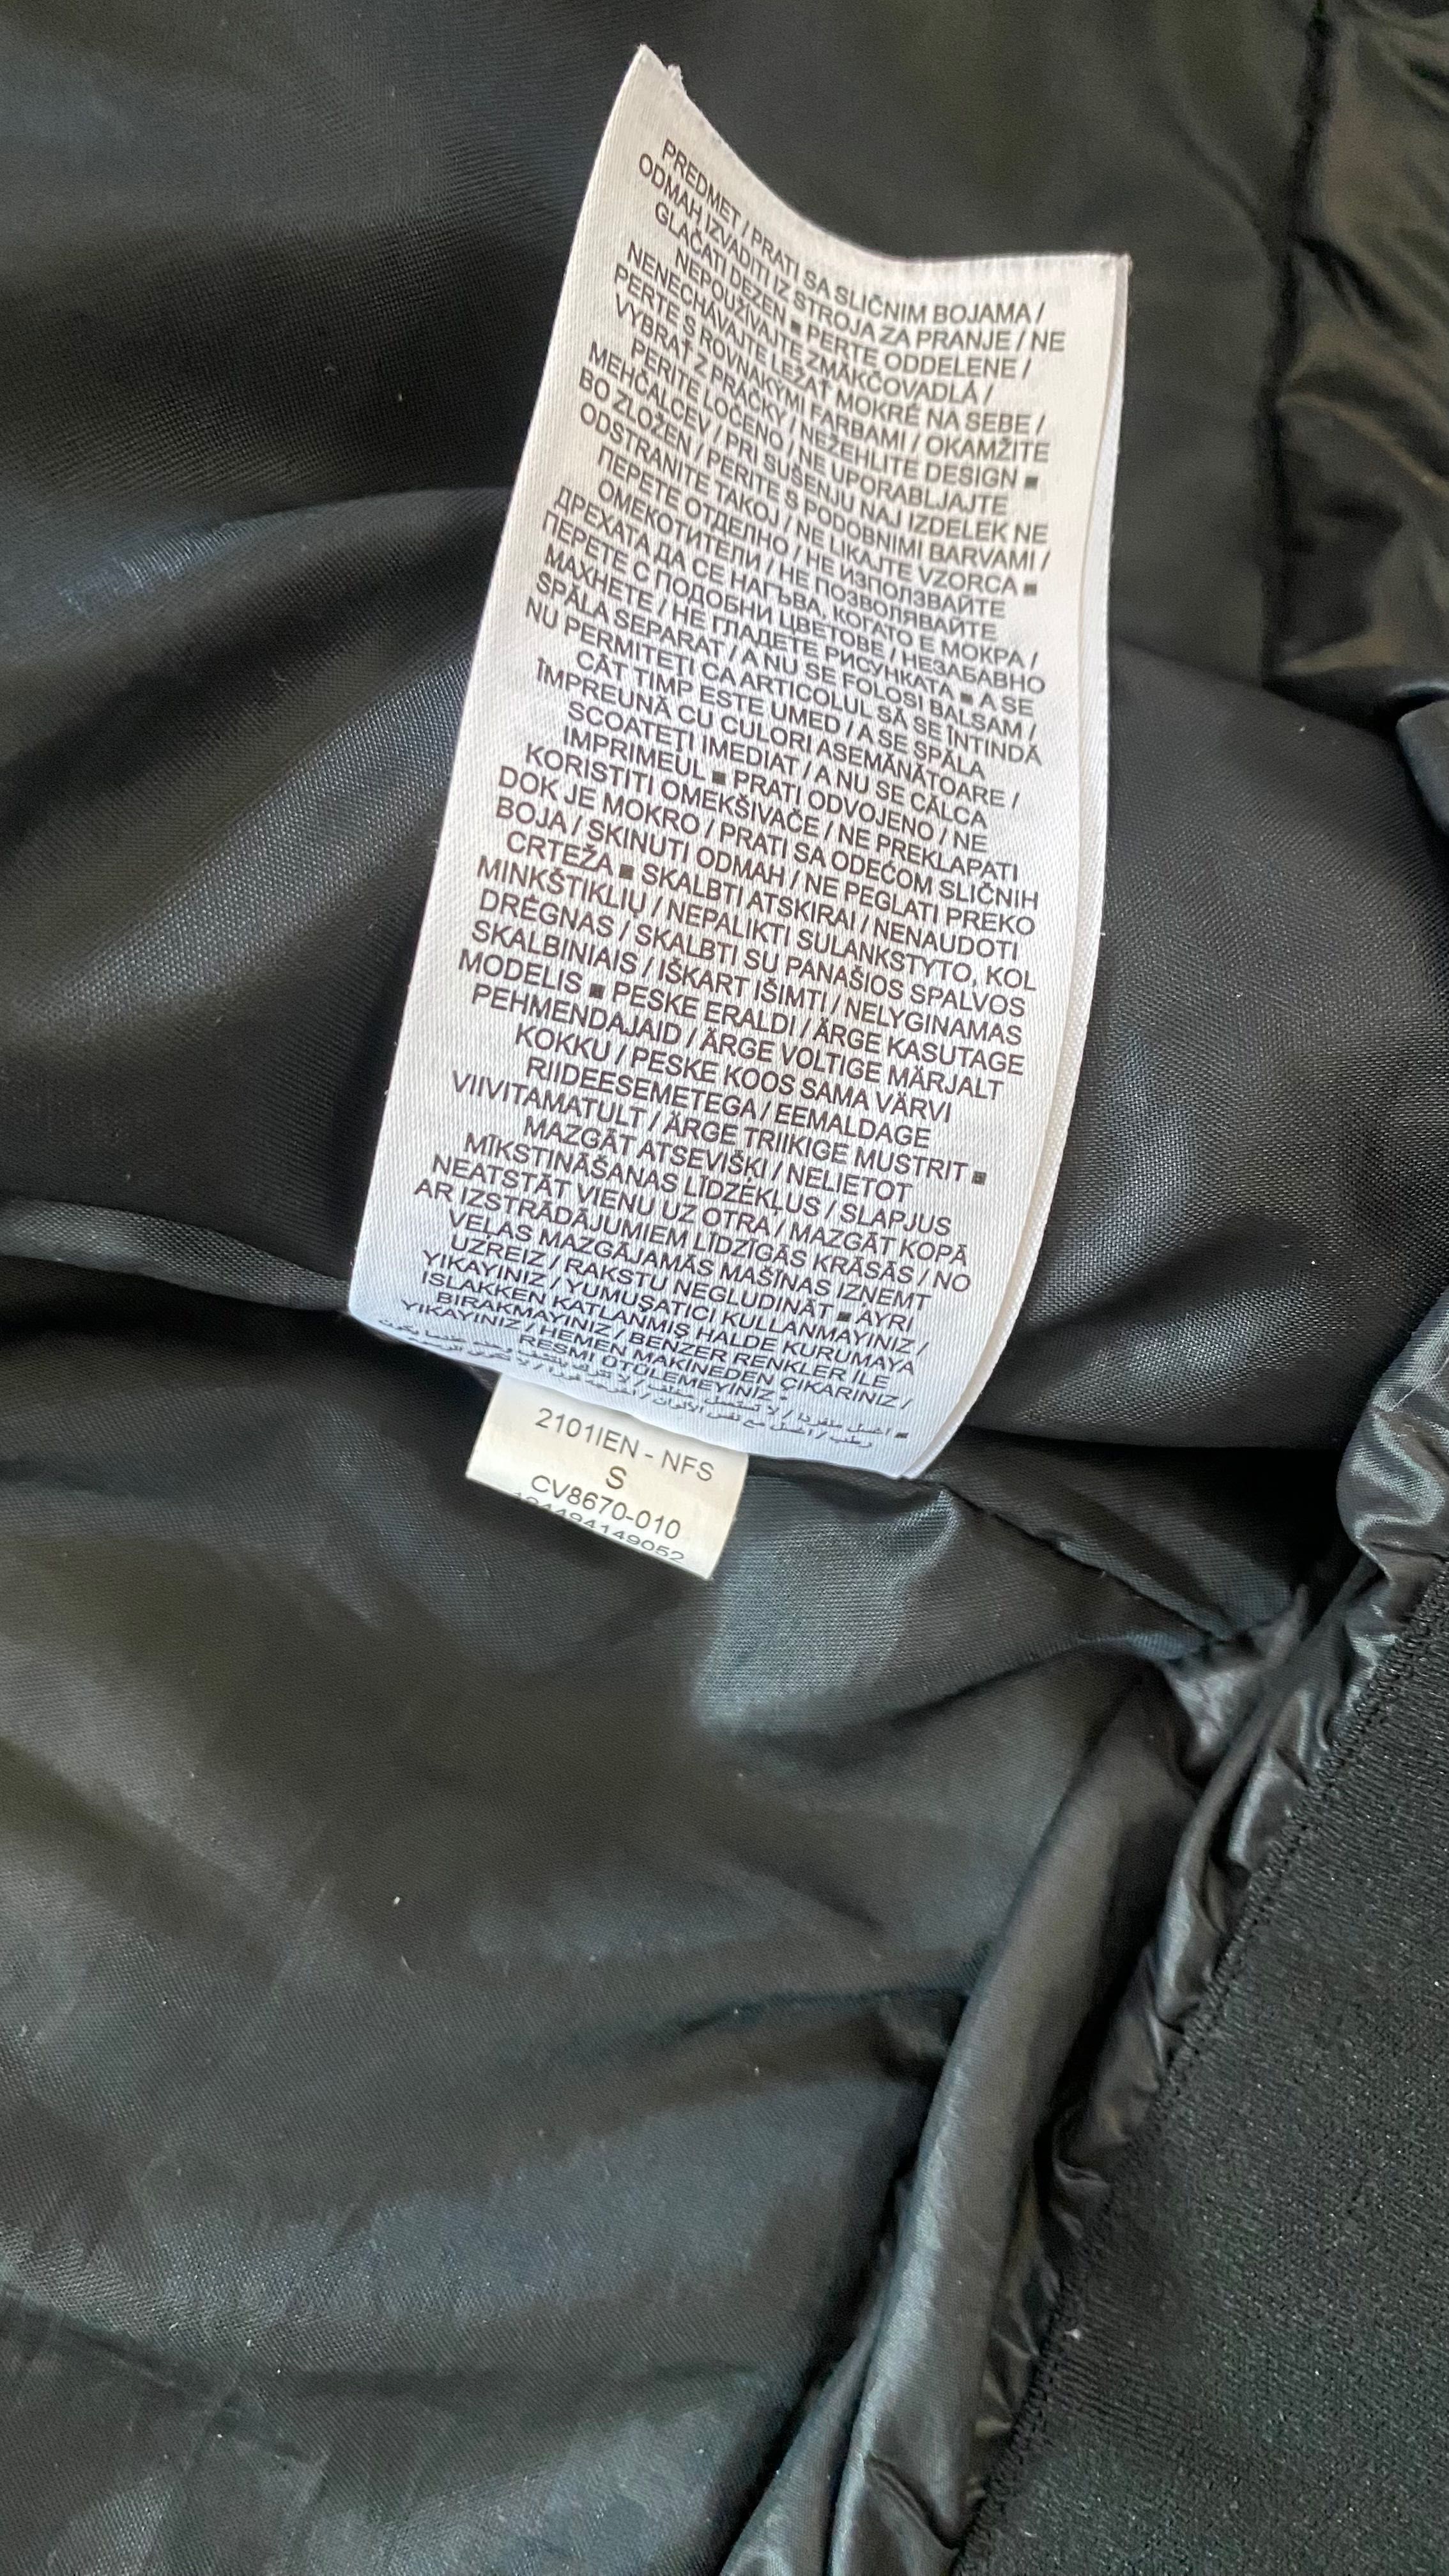 PREDMET / PRATI SA SLIČNIM BOJAMA /
ODMAH IZVADITI IZ STROJA ZA PRANJE / NE
GLAČATI DEZEN ■ PERTE ODDELENE /
NEPOUŽÍVAJTE ZMÄKČOVADLÁ /
NENECHÁVAJTE LEŽAŤ MOKRÉ NA SEBE /
PERTE S ROVNAKÝMI FARBAMI / OKAMŽITE
VYBRAŤ Z PRÁČKY / NEŽEHLITE DESIGN ■
PERITE LOČENO / NE UPORABLJAJTE
MEHČALCEV / PRI SUŠENJU NAJ IZDELEK NE
BO ZLOŽEN / PERITE S PODOBNIMI BARVAMI /
ODSTRANITE TAKOJ / NE LIKAJTE VZORCA ■
ПЕРЕТЕ ОТДЕЛНО / НЕ ИЗПОЛЗВАЙТЕ
ОМЕКОТИТЕЛИ / НЕ ПОЗВОЛЯВАЙТЕ
ДРЕХАТА ДА СЕ НАГЪВА, КОГАТО Е МОКРА /
ПЕРЕТЕ С ПОДОБНИ ЦВЕТОВЕ / НЕЗАБАВНО
МАХНЕТЕ / НЕ ГЛАДЕТЕ РИСУНКАТА ■ A SE
SPĂLA SEPARAT / A NU SE FOLOSI BALSAM /
NU PERMITEȚI CA ARTICOLUL SĂ SE ÎNTINDĂ
CÂT TIMP ESTE UMED / A SE SPĂLA
ÎMPREUNĂ CU CULORI ASEMĂNĂTOARE /
SCOATEȚI IMEDIAT / A NU SE CĂLCA
IMPRIMEUL ■ PRATI ODVOJENO / NE
KORISTITI OMEKŠIVAČE / NE PREKLAPATI
DOK JE MOKRO / PRATI SA ODEĆOM SLIČNIH
BOJA / SKINUTI ODMAH / NE PEGLATI PREKO
CRTEŽA ■ SKALBTI ATSKIRAI / NENAUDOTI
MINKŠTIKLIŲ / NEPALIKTI SULANKSTYTO, KOL
DRĖGNAS / SKALBTI SU PANAŠIOS SPALVOS
SKALBINIAIS / IŠKART IŠIMTI / NELYGINAMAS
MODELIS ■ PESKE ERALDI / ÄRGE KASUTAGE
PEHMENDAJAID / ÄRGE VOLTIGE MÄRJALT
KOKKU / PESKE KOOS SAMA VÄRVI
RIIDEESEMETEGA / EEMALDAGE
VIIVITAMATULT / ÄRGE TRIIKIGE MUSTRIT ■
MAZGĀT ATSEVIŠĶI / NELIETOT
MĪKSTINĀŠANAS LĪDZEKĻUS / SLAPJUS
NEATSTĀT VIENU UZ OTRA / MAZGĀT KOPĀ
AR IZSTRĀDĀJUMIEM LĪDZĪGĀS KRĀSĀS / NO
VEĻAS MAZGĀJAMĀS MAŠĪNAS IZŅEMT
UZREIZ / RAKSTU NEGLUDINĀT ■ AYRI
YIKAYINIZ / YUMUŞATICI KULLANMAYINIZ /
ISLAKKEN KATLANMIŞ HALDE KURUMAYA
BIRAKMAYINIZ / BENZER RENKLER İLE
YIKAYINIZ / HEMEN MAKİNEDEN ÇIKARINIZ /
RESMİ ÜTÜLEMEYİNİZ ■
2101IEN - NFS
S
CV8670-010